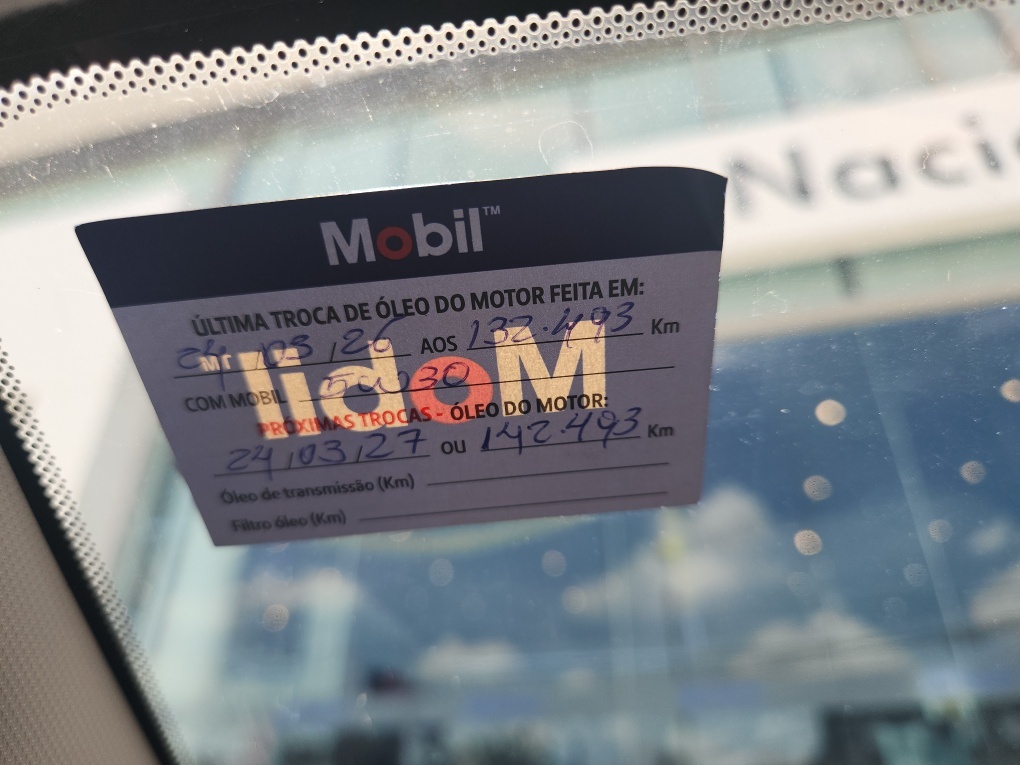 Mobil™
ÚLTIMA TROCA DE ÓLEO DO MOTOR FEITA EM:
24/03/26 AOS 132.493 Km
COM MOBIL 5W030
PRÓXIMAS TROCAS - ÓLEO DO MOTOR:
24/03/27 OU 142.493 Km
Óleo de transmissão (Km)
Filtro óleo (Km)
Mobil
Naci